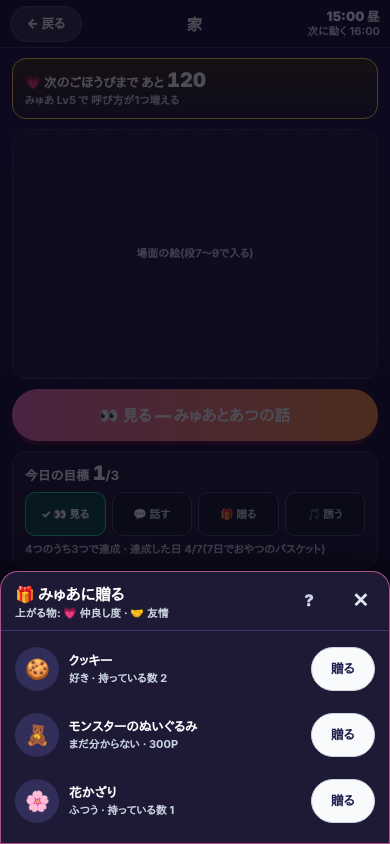 ← 戻る
家
15:00 昼
次に動く 16:00
💗 次のごほうびまで あと 120
みゅあ Lv5 で 呼び方が1つ増える
場面の絵(段7〜9で入る)
👀 見る — みゅあとあつの話
今日の目標 1/3
✓ 👀 見る
💬 話す
🎁 贈る
🎵 誘う
4つのうち3つで達成・達成した日 4/7(7日でおやつのバスケット)
🎁 みゅあに贈る
上がる物: 💗 仲良し度・🤝 友情
?
✕
クッキー
好き・持っている数 2
贈る
モンスターのぬいぐるみ
まだ分からない・300P
贈る
花かざり
ふつう・持っている数 1
贈る